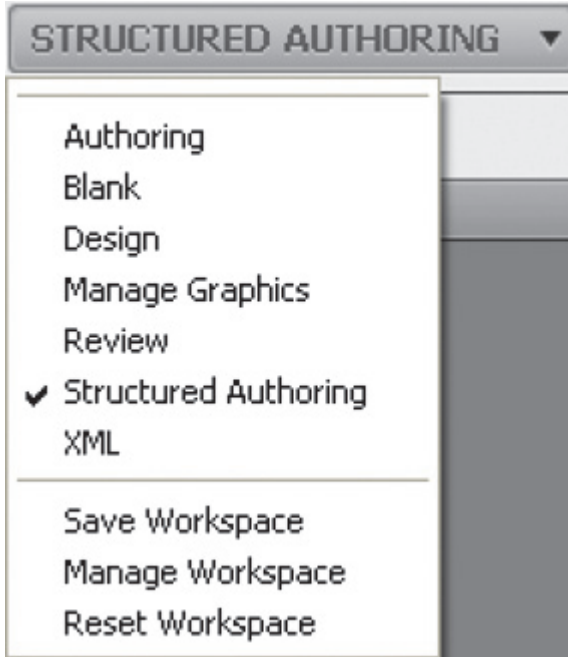 STRUCTURED AUTHORING
Authoring
Blank
Design
Manage Graphics
Review
Structured Authoring
XML
Save Workspace
Manage Workspace
Reset Workspace